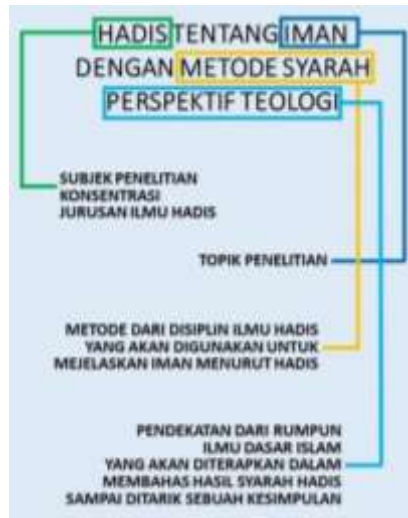 HADIS TENTANG IMAN
DENGAN METODE SYARAH
PERSPEKTIF TEOLOGI
SUBJEK PENELITIAN
KONSENTRASI
JURUSAN ILMU HADIS
TOPIK PENELITIAN
METODE DARI DISIPLIN ILMU HADIS
YANG AKAN DIGUNAKAN UNTUK
MEJELASKAN IMAN MENURUT HADIS
PENDEKATAN DARI RUMPUN
ILMU DASAR ISLAM
YANG AKAN DITERAPKAN DALAM
MEMBAHAS HASIL SYARAH HADIS
SAMPAI DITARIK SEBUAH KESIMPULAN